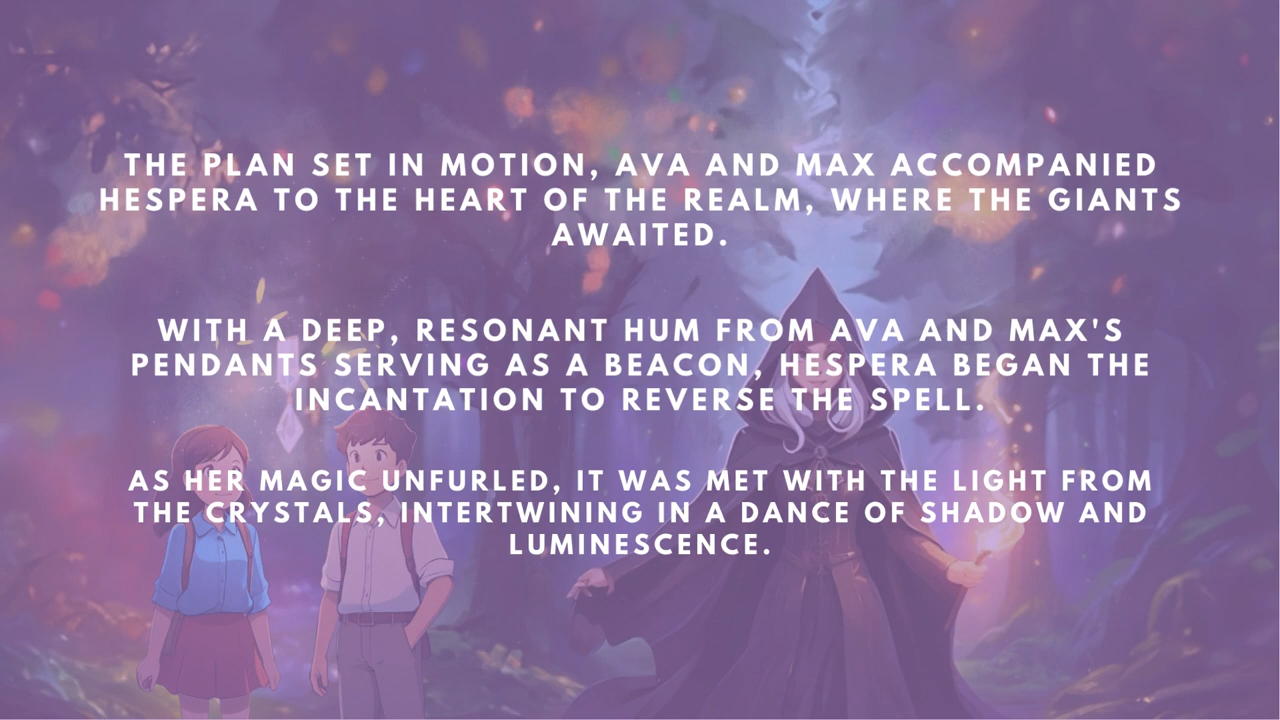 THE PLAN SET IN MOTION, AVA AND MAX ACCOMPANIED
HESPERA TO THE HEART OF THE REALM, WHERE THE GIANTS
AWAITED.
WITH A DEEP, RESONANT HUM FROM AVA AND MAX'S
PENDANTS SERVING AS A BEACON, HESPERA BEGAN THE
INCANTATION TO REVERSE THE SPELL.
AS HER MAGIC UNFURLED, IT WAS MET WITH THE LIGHT FROM
THE CRYSTALS, INTERTWINING IN A DANCE OF SHADOW AND
LUMINESCENCE.